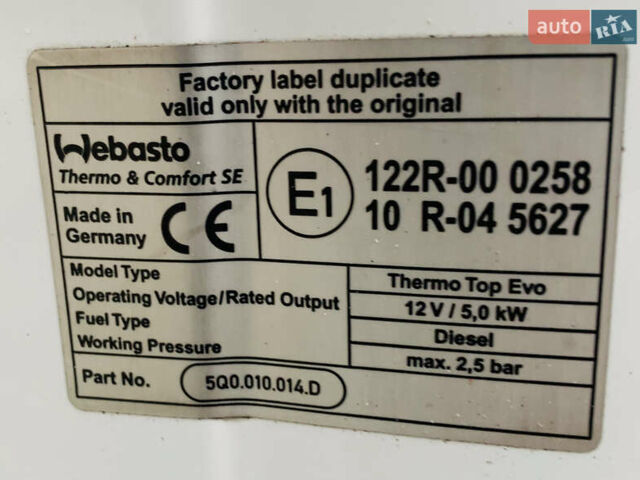 auto RIA.com
Factory label duplicate
valid only with the original
Webasto
Thermo & Comfort SE
Made in
Germany
CE
E1
122R-00 0258
10 R-04 5627
Model Type
Thermo Top Evo
Operating Voltage/Rated Output
12 V / 5,0 kW
Fuel Type
Diesel
Working Pressure
max. 2,5 bar
Part No.
5Q0.010.014.D